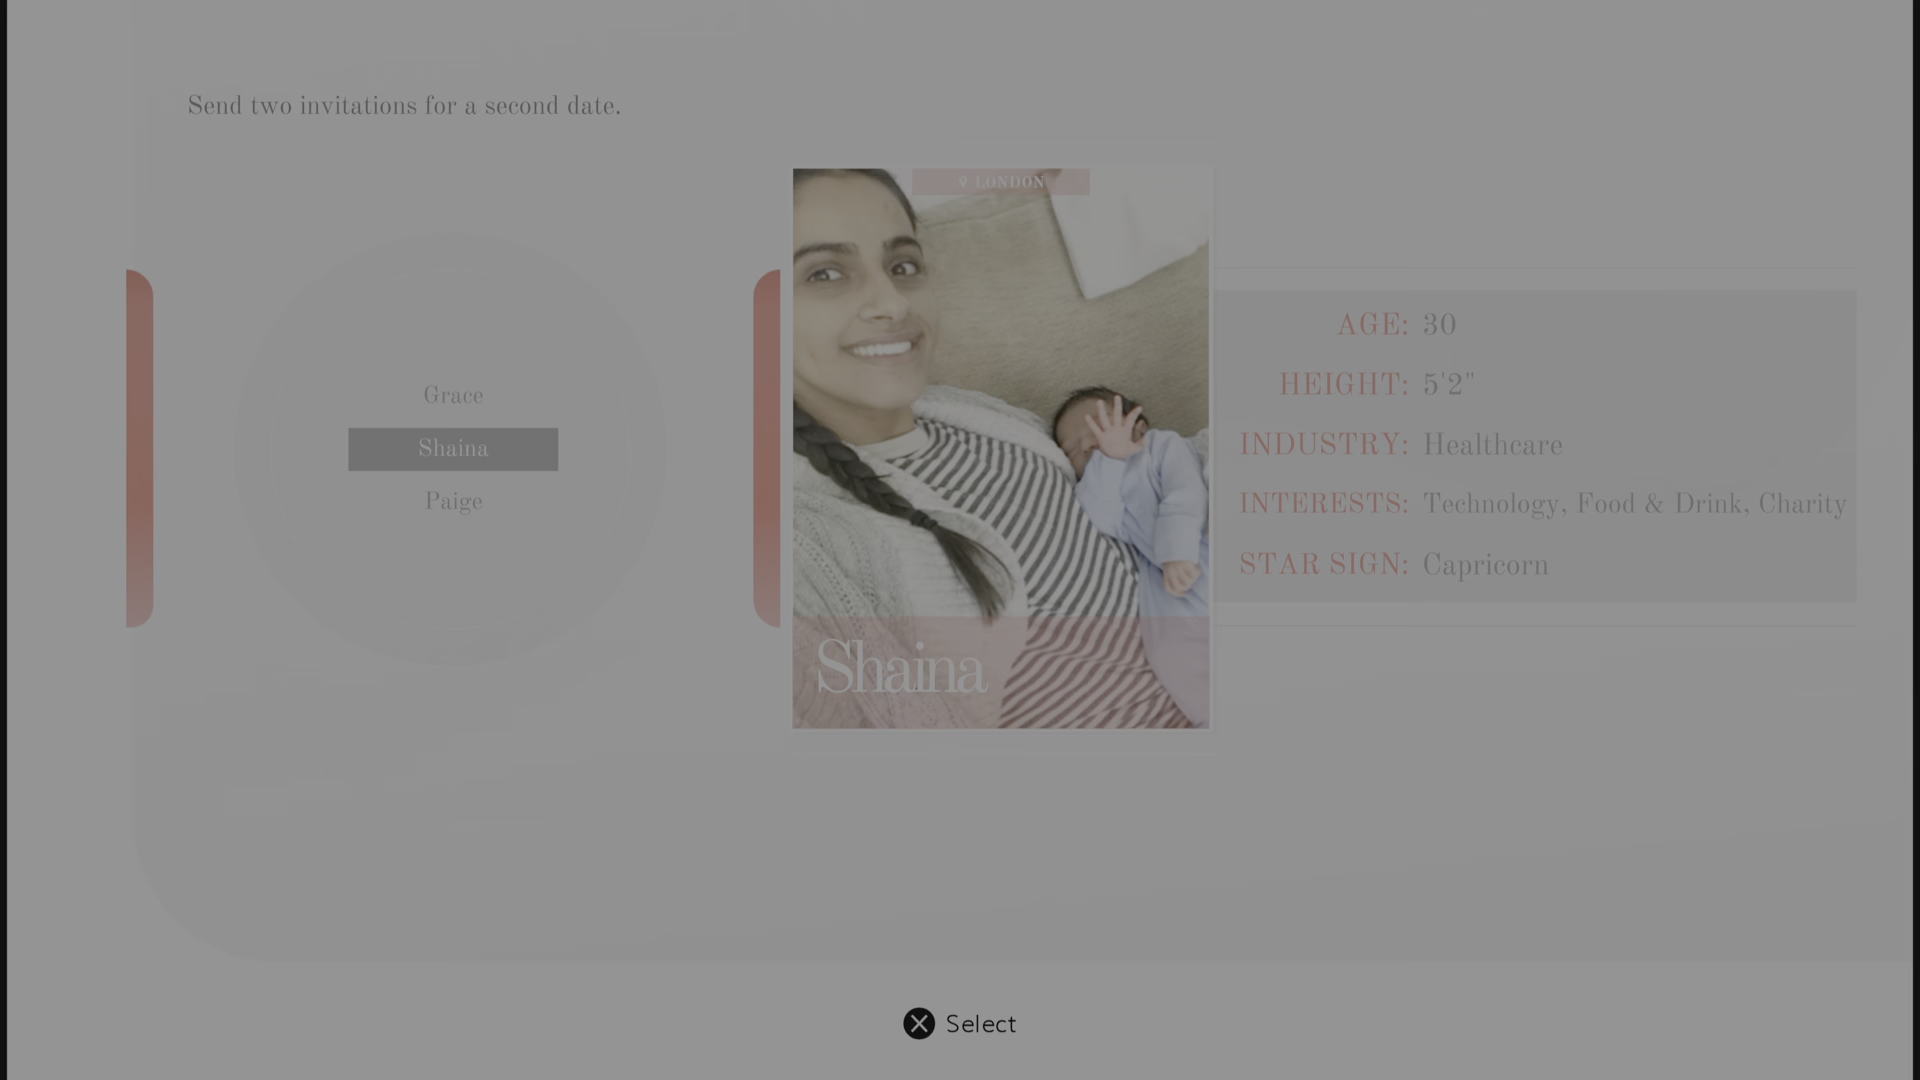 Send two invitations for a second date.
LONDON
Grace
Shaina
Paige
Shaina
AGE: 30
HEIGHT: 5'2"
INDUSTRY: Healthcare
INTERESTS: Technology, Food & Drink, Charity
STAR SIGN: Capricorn
Select